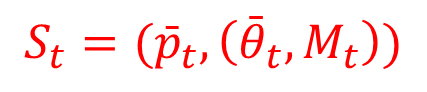 S_t = (p̄_t, (θ̄_t, M_t))